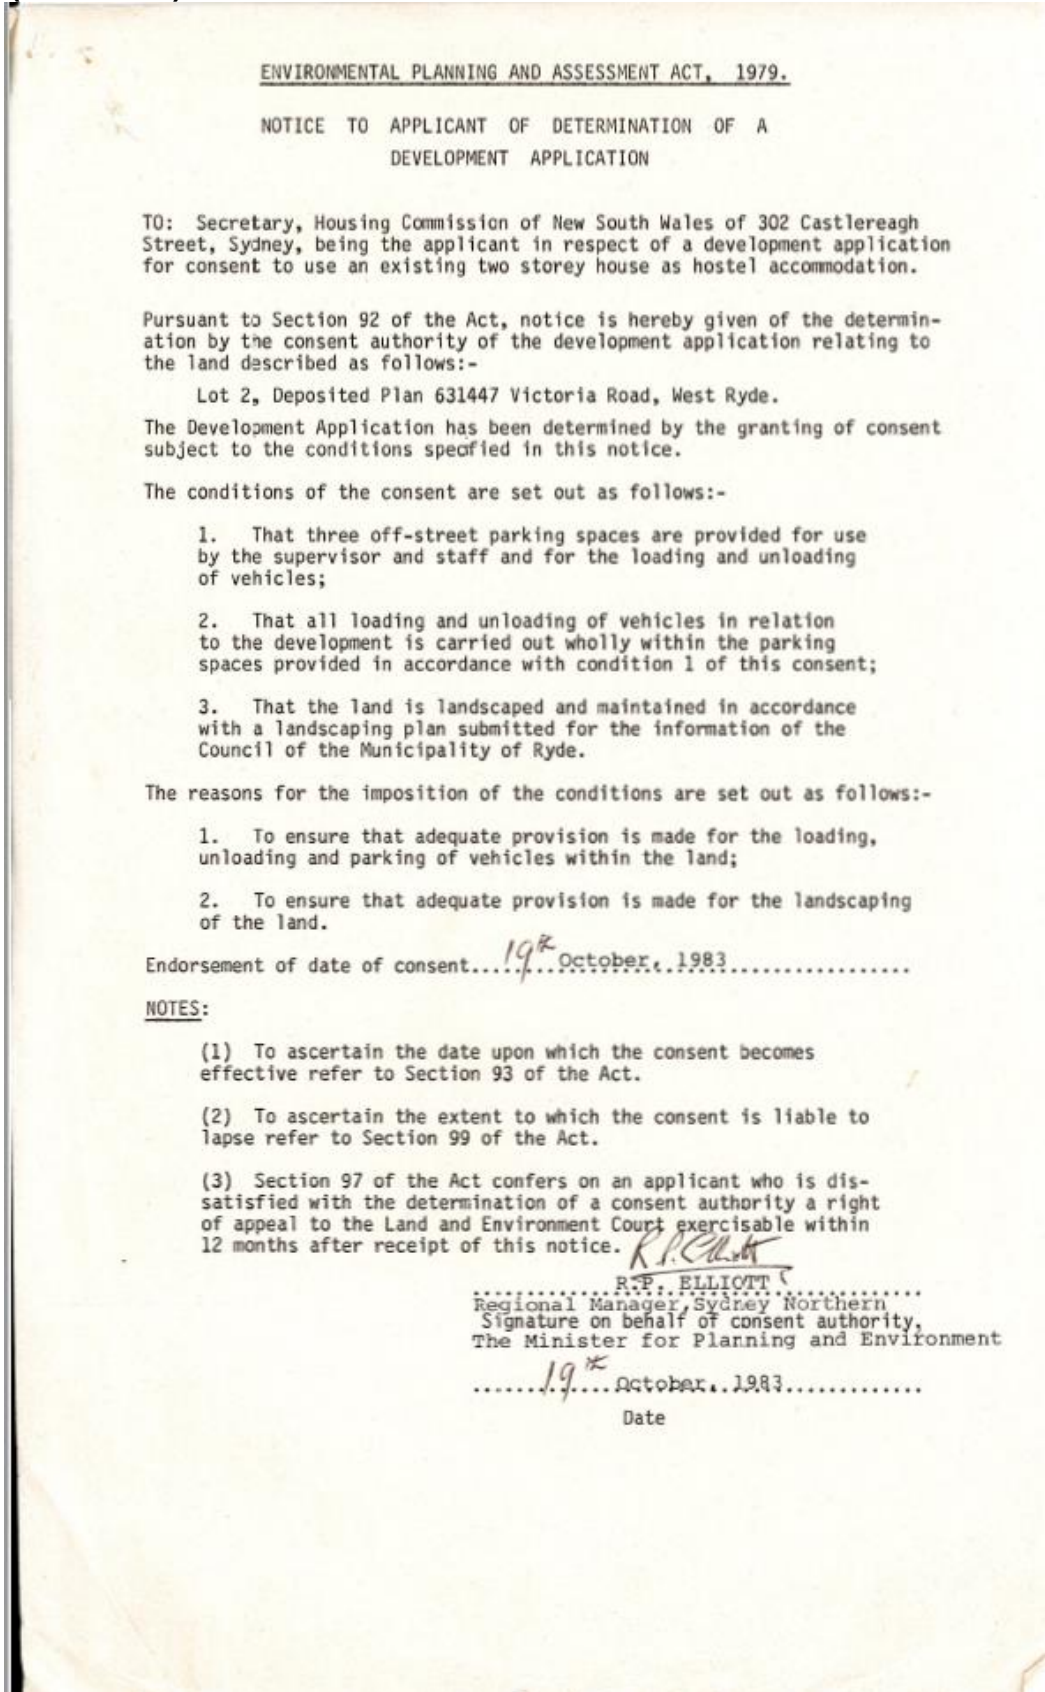 ENVIRONMENTAL PLANNING AND ASSESSMENT ACT, 1979.
NOTICE TO APPLICANT OF DETERMINATION OF A
DEVELOPMENT APPLICATION
TO: Secretary, Housing Commission of New South Wales of 302 Castlereagh
Street, Sydney, being the applicant in respect of a development application
for consent to use an existing two storey house as hostel accommodation.
Pursuant to Section 92 of the Act, notice is hereby given of the determin-
ation by the consent authority of the development application relating to
the land described as follows:-
Lot 2, Deposited Plan 631447 Victoria Road, West Ryde.
The Development Application has been determined by the granting of consent
subject to the conditions specified in this notice.
The conditions of the consent are set out as follows:-
1. That three off-street parking spaces are provided for use
by the supervisor and staff and for the loading and unloading
of vehicles;
2. That all loading and unloading of vehicles in relation
to the development is carried out wholly within the parking
spaces provided in accordance with condition 1 of this consent;
3. That the land is landscaped and maintained in accordance
with a landscaping plan submitted for the information of the
Council of the Municipality of Ryde.
The reasons for the imposition of the conditions are set out as follows:-
1. To ensure that adequate provision is made for the loading,
unloading and parking of vehicles within the land;
2. To ensure that adequate provision is made for the landscaping
of the land.
Endorsement of date of consent....19th...October, 1983.................
NOTES:
(1) To ascertain the date upon which the consent becomes
effective refer to Section 93 of the Act.
(2) To ascertain the extent to which the consent is liable to
lapse refer to Section 99 of the Act.
(3) Section 97 of the Act confers on an applicant who is dis-
satisfied with the determination of a consent authority a right
of appeal to the Land and Environment Court exercisable within
12 months after receipt of this notice.
R P. Elliott
R.P. ELLIOTT
Regional Manager, Sydney Northern
Signature on behalf of consent authority,
The Minister for Planning and Environment
.......19th....October, 1983.............
Date